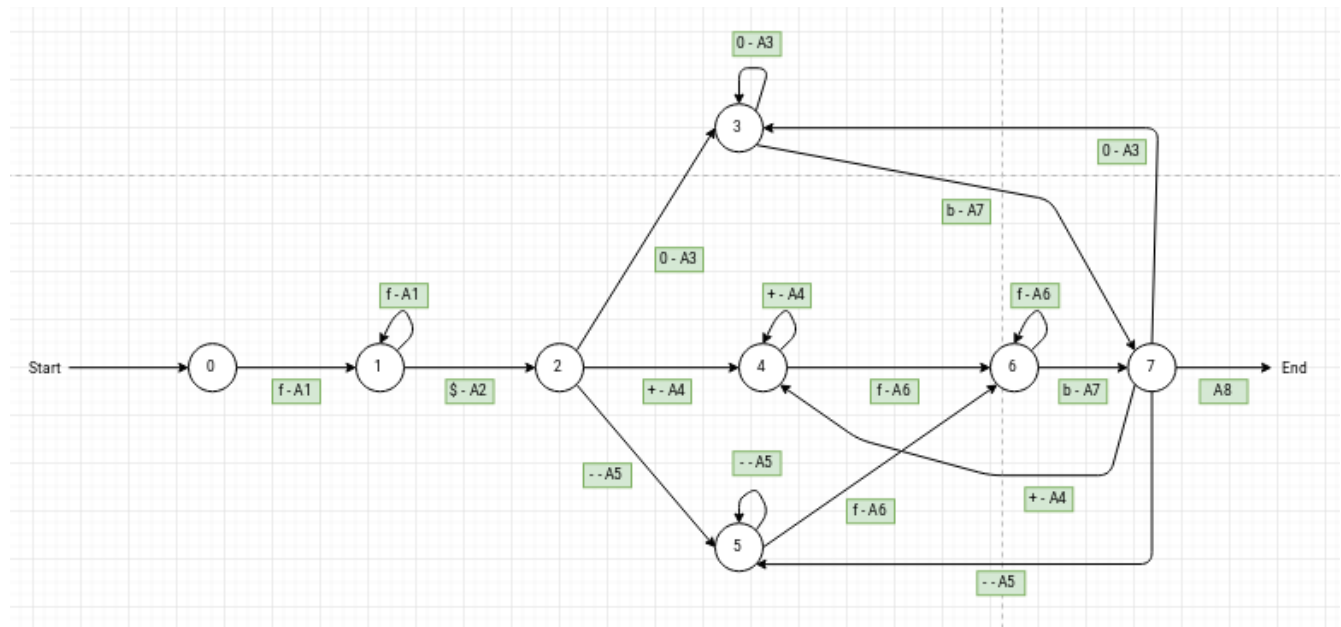 0 - A3
3
0 - A3
b - A7
0 - A3
f - A1
+ - A4
f - A6
Start
0
1
2
4
6
7
End
f - A1
$ - A2
+ - A4
f - A6
b - A7
A8
- - A5
- - A5
+ - A4
f - A6
5
- - A5